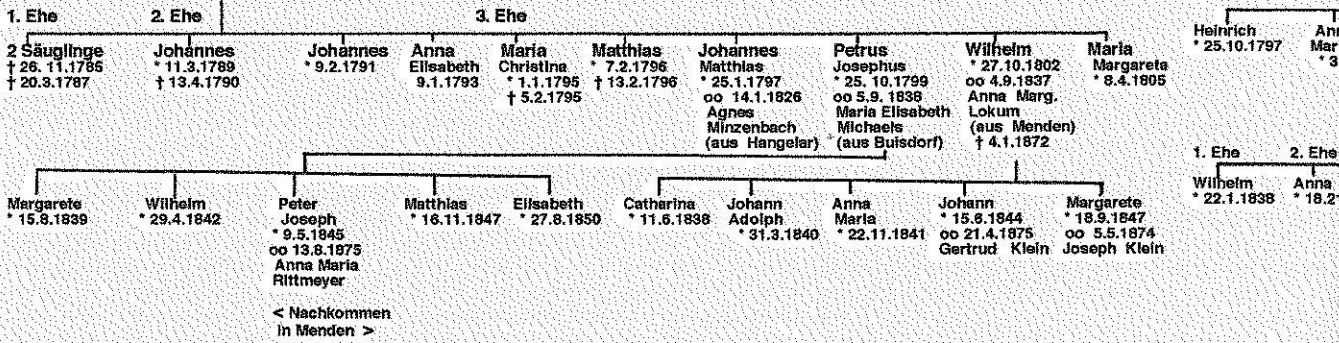 1. Ehe 2. Ehe 3. Ehe
2 Säuglinge
† 26. 11.1785
† 20.3.1787
Johannes
* 11.3.1789
† 13.4.1790
Johannes
* 9.2.1791
Anna
Elisabeth
9.1.1793
Maria
Christina
* 1.1.1795
† 5.2.1795
Matthias
* 7.2.1796
† 13.2.1796
Johannes
Matthias
* 25.1.1797
oo 14.1.1826
Agnes
Minzenbach
(aus Hangelar)
Petrus
Josephus
* 25. 10.1799
oo 5.9. 1838
Maria Elisabeth
Michaels
(aus Buisdorf)
Wilhelm
* 27.10.1802
oo 4.9.1837
Anna Marg.
Lokum
(aus Menden)
† 4.1.1872
Maria
Margareta
* 8.4.1805
Heinrich
* 25.10.1797
Margarete
* 15.8.1839
Wilhelm
* 29.4.1842
Peter
Joseph
* 9.5.1845
oo 13.8.1875
Anna Maria
Rittmeyer
< Nachkommen
in Menden >
Matthias
* 16.11.1847
Elisabeth
* 27.8.1850
Catharina
* 11.6.1838
Johann
Adolph
* 31.3.1840
Anna
Maria
* 22.11.1841
Johann
* 15.6.1844
oo 21.4.1875
Gertrud Klein
Margarete
* 18.9.1847
oo 5.5.1874
Joseph Klein
1. Ehe 2. Ehe
Wilhelm
* 22.1.1838
Anna